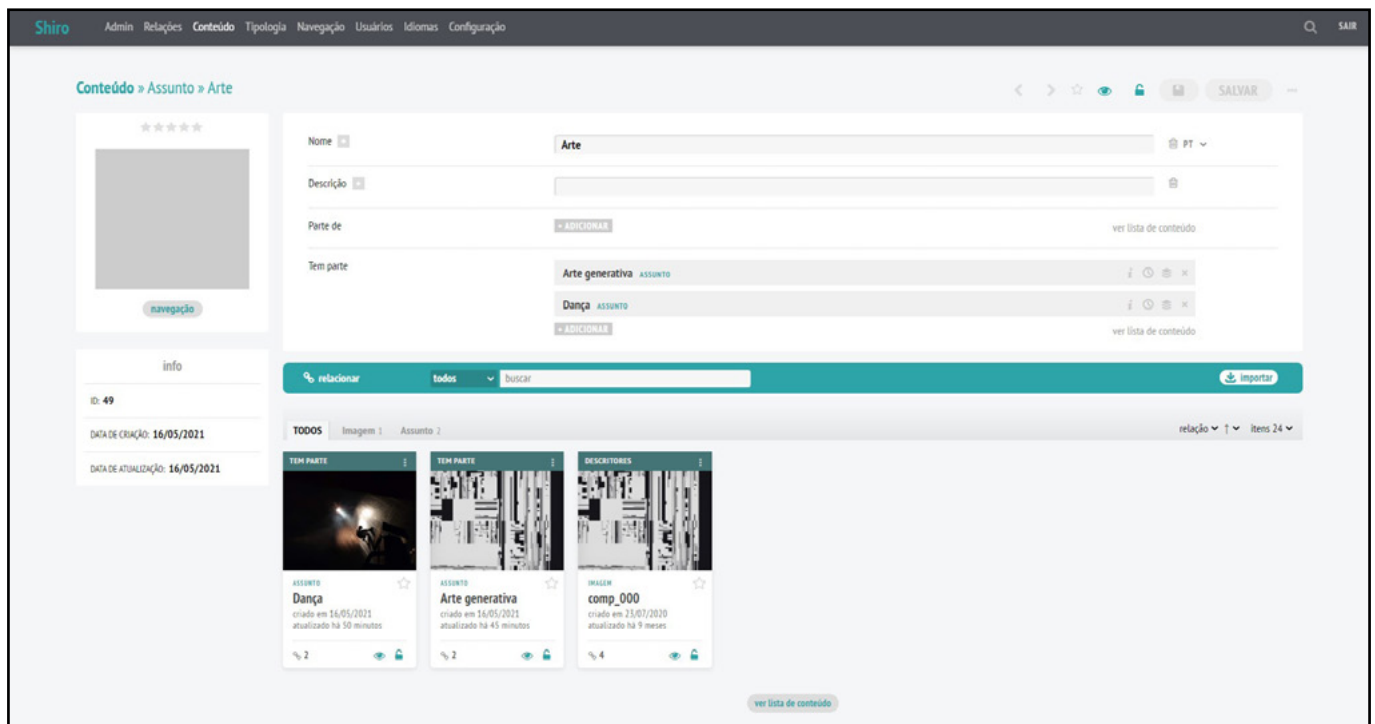 Shiro Admin Relações Conteúdo Tipologia Navegação Usuários Idiomas Configuração SAIR
Conteúdo » Assunto » Arte
SALVAR
Nome + Arte PT
Descrição +
Parte de + ADICIONAR ver lista de conteúdo
Tem parte Arte generativa ASSUNTO
Dança ASSUNTO
+ ADICIONAR ver lista de conteúdo
navegação
info
ID: 49
DATA DE CRIAÇÃO: 16/05/2021
DATA DE ATUALIZAÇÃO: 16/05/2021
relacionar todos buscar importar
TODOS Imagem 1 Assunto 2 relação ↑ itens 24
TEM PARTE
ASSUNTO
Dança
criado em 16/05/2021
atualizado há 50 minutos
2
TEM PARTE
ASSUNTO
Arte generativa
criado em 16/05/2021
atualizado há 45 minutos
2
DESCRITORES
IMAGEM
comp_000
criado em 23/07/2020
atualizado há 9 meses
4
ver lista de conteúdo